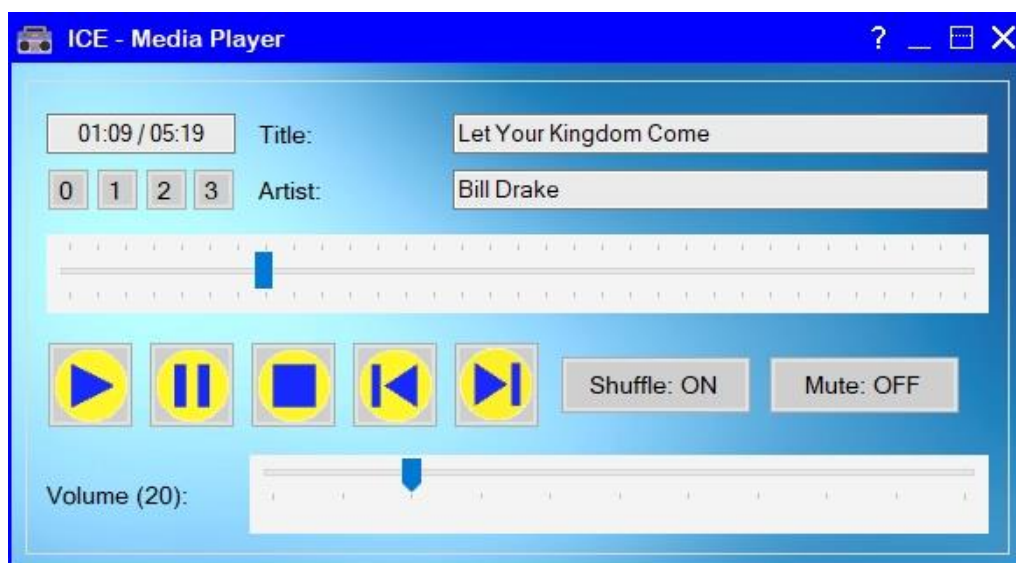 ICE - Media Player ?
01:09 / 05:19 Title: Let Your Kingdom Come
0 1 2 3 Artist: Bill Drake
Shuffle: ON Mute: OFF
Volume (20):